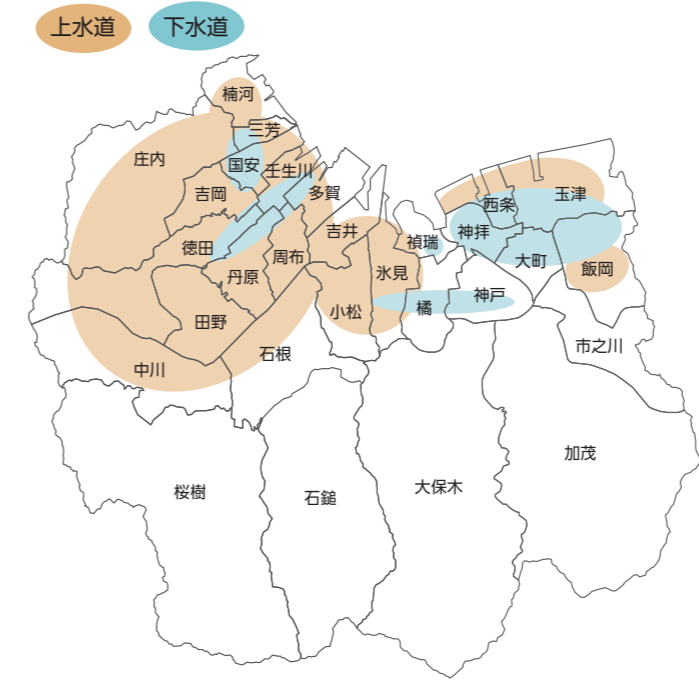 上水道
下水道
楠河
三芳
庄内
国安
壬生川
吉岡
多賀
玉津
西条
吉井
神拝
禎瑞
徳田
周布
大町
飯岡
丹原
氷見
神戸
橘
小松
田野
市之川
石根
中川
加茂
大保木
桜樹
石鎚